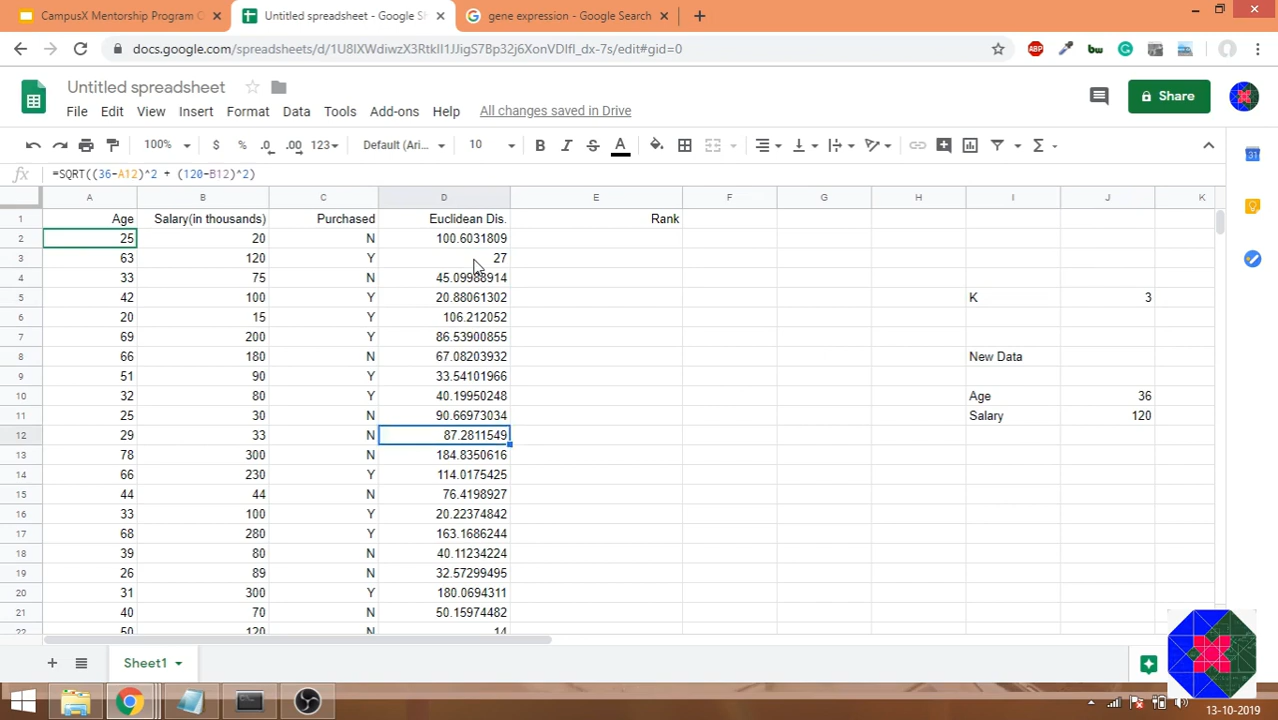 CampusX Mentorship Program C
Untitled spreadsheet - Google Sh
gene expression - Google Search
docs.google.com/spreadsheets/d/1U8lXWdiwzX3RtkIl1JJigS7Bp32j6XonVDIfI_dx-7s/edit#gid=0
ABP
bw
Untitled spreadsheet
File Edit View Insert Format Data Tools Add-ons Help All changes saved in Drive
Share
100% $ % .0 .00 123 Default (Ari... 10 B I S A
fx =SQRT((36-A12)^2 + (120-B12)^2)
A B C D E F G H I J K
1 Age Salary(in thousands) Purchased Euclidean Dis. Rank
2 25 20 N 100.6031809
3 63 120 Y 27
4 33 75 N 45.09988914
5 42 100 Y 20.88061302 K 3
6 20 15 Y 106.212052
7 69 200 Y 86.53900855
8 66 180 N 67.08203932 New Data
9 51 90 Y 33.54101966
10 32 80 Y 40.19950248 Age 36
11 25 30 N 90.66973034 Salary 120
12 29 33 N 87.2811549
13 78 300 N 184.8350616
14 66 230 Y 114.0175425
15 44 44 N 76.4198927
16 33 100 Y 20.22374842
17 68 280 Y 163.1686244
18 39 80 N 40.11234224
19 26 89 N 32.57299495
20 31 300 Y 180.0694311
21 40 70 N 50.15974482
22 50 120 N 14
Sheet1
13-10-2019